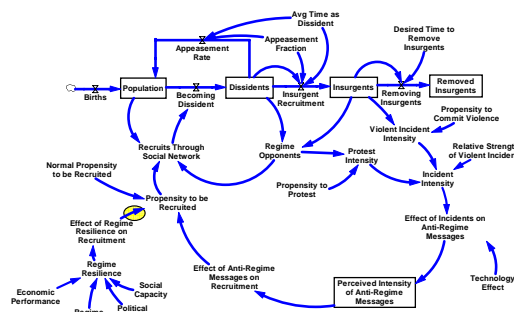 Avg Time as
Dissident
Appeasement
Fraction
Appeasement
Rate
Desired Time to
Remove
Insurgents
Births
Population
Becoming
Dissident
Dissidents
Insurgent
Recruitment
Insurgents
Removing
Insurgents
Removed
Insurgents
Propensity to
Commit Violence
Violent Incident
Intensity
Recruits Through
Social Network
Regime
Opponents
Protest
Intensity
Relative Strength
of Violent Incident
Incident
Intensity
Normal Propensity
to be Recruited
Propensity to be
Recruited
Propensity to
Protest
Effect of Regime
Resilience on
Recruitment
Effect of Incidents on
Anti-Regime
Messages
Regime
Resilience
Effect of Anti-Regime
Messages on
Recruitment
Perceived Intensity
of Anti-Regime
Messages
Technology
Effect
Economic
Performance
Social
Capacity
Political